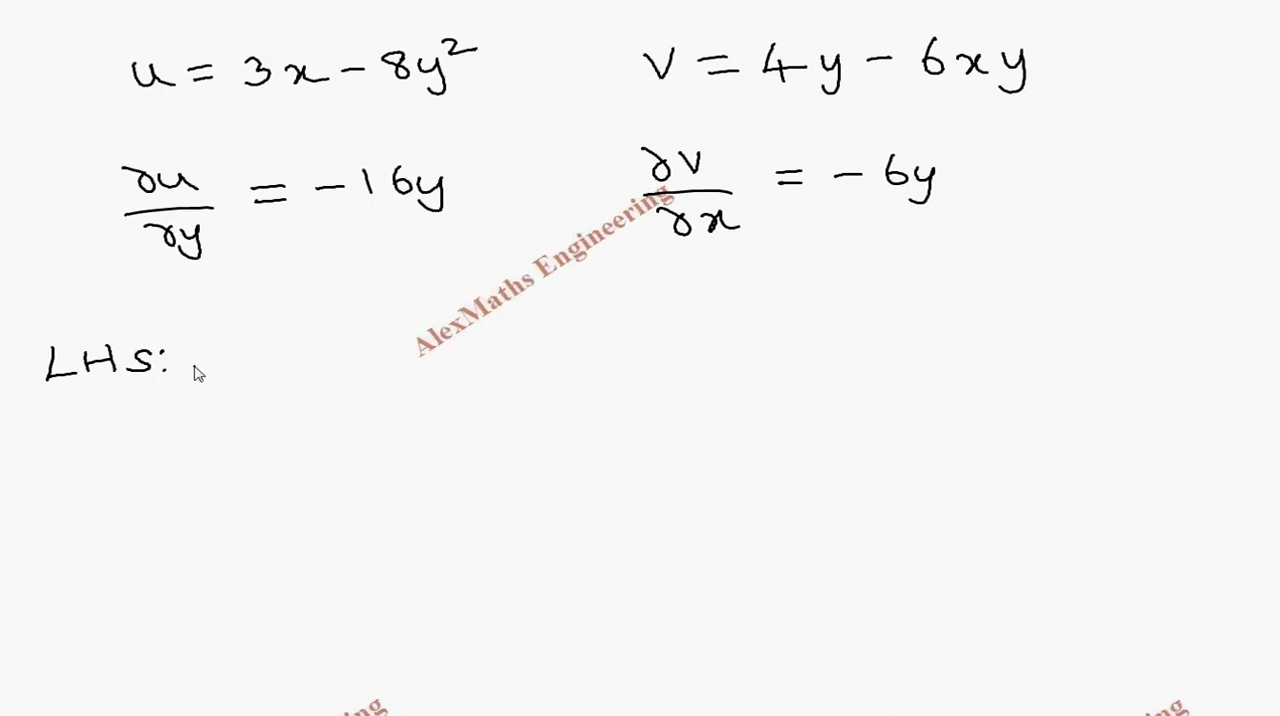 u = 3x - 8y²
v = 4y - 6xy
∂u/∂y = -16y
∂v/∂x = -6y
AlexMaths Engineering
LHS: